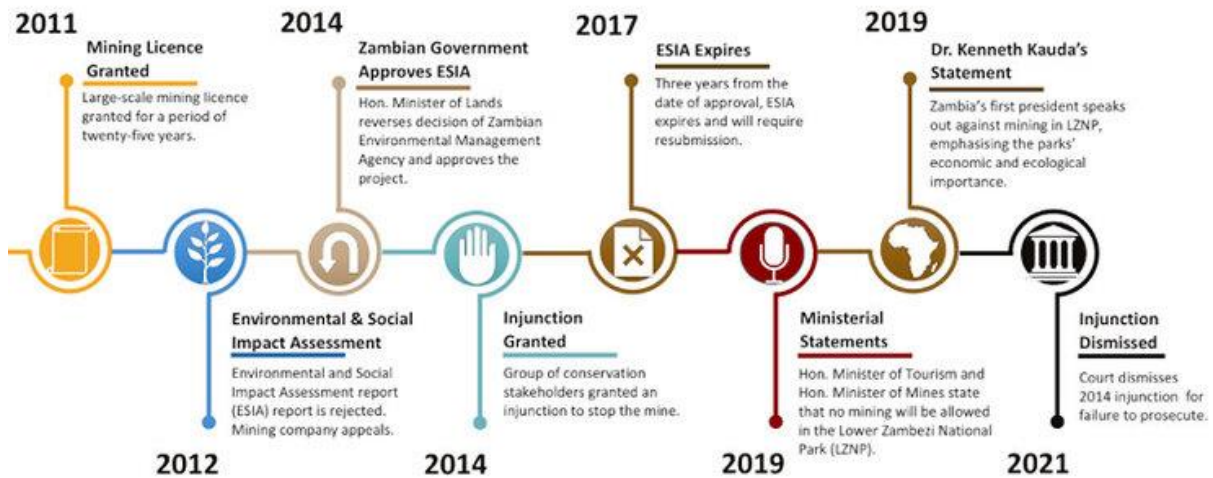 2011
Mining Licence
Granted
Large-scale mining licence
granted for a period of
twenty-five years.
2012
Environmental & Social
Impact Assessment
Environmental and Social
Impact Assessment report
(ESIA) report is rejected.
Mining company appeals.
2014
Zambian Government
Approves ESIA
Hon. Minister of Lands
reverses decision of Zambian
Environmental Management
Agency and approves the
project.
2014
Injunction
Granted
Group of conservation
stakeholders granted an
injunction to stop the mine.
2017
ESIA Expires
Three years from the
date of approval, ESIA
expires and will require
resubmission.
2019
Ministerial
Statements
Hon. Minister of Tourism and
Hon. Minister of Mines state
that no mining will be allowed
in the Lower Zambezi National
Park (LZNP).
2019
Dr. Kenneth Kauda's
Statement
Zambia's first president speaks
out against mining in LZNP,
emphasising the parks'
economic and ecological
importance.
2021
Injunction
Dismissed
Court dismisses
2014 injunction for
failure to prosecute.